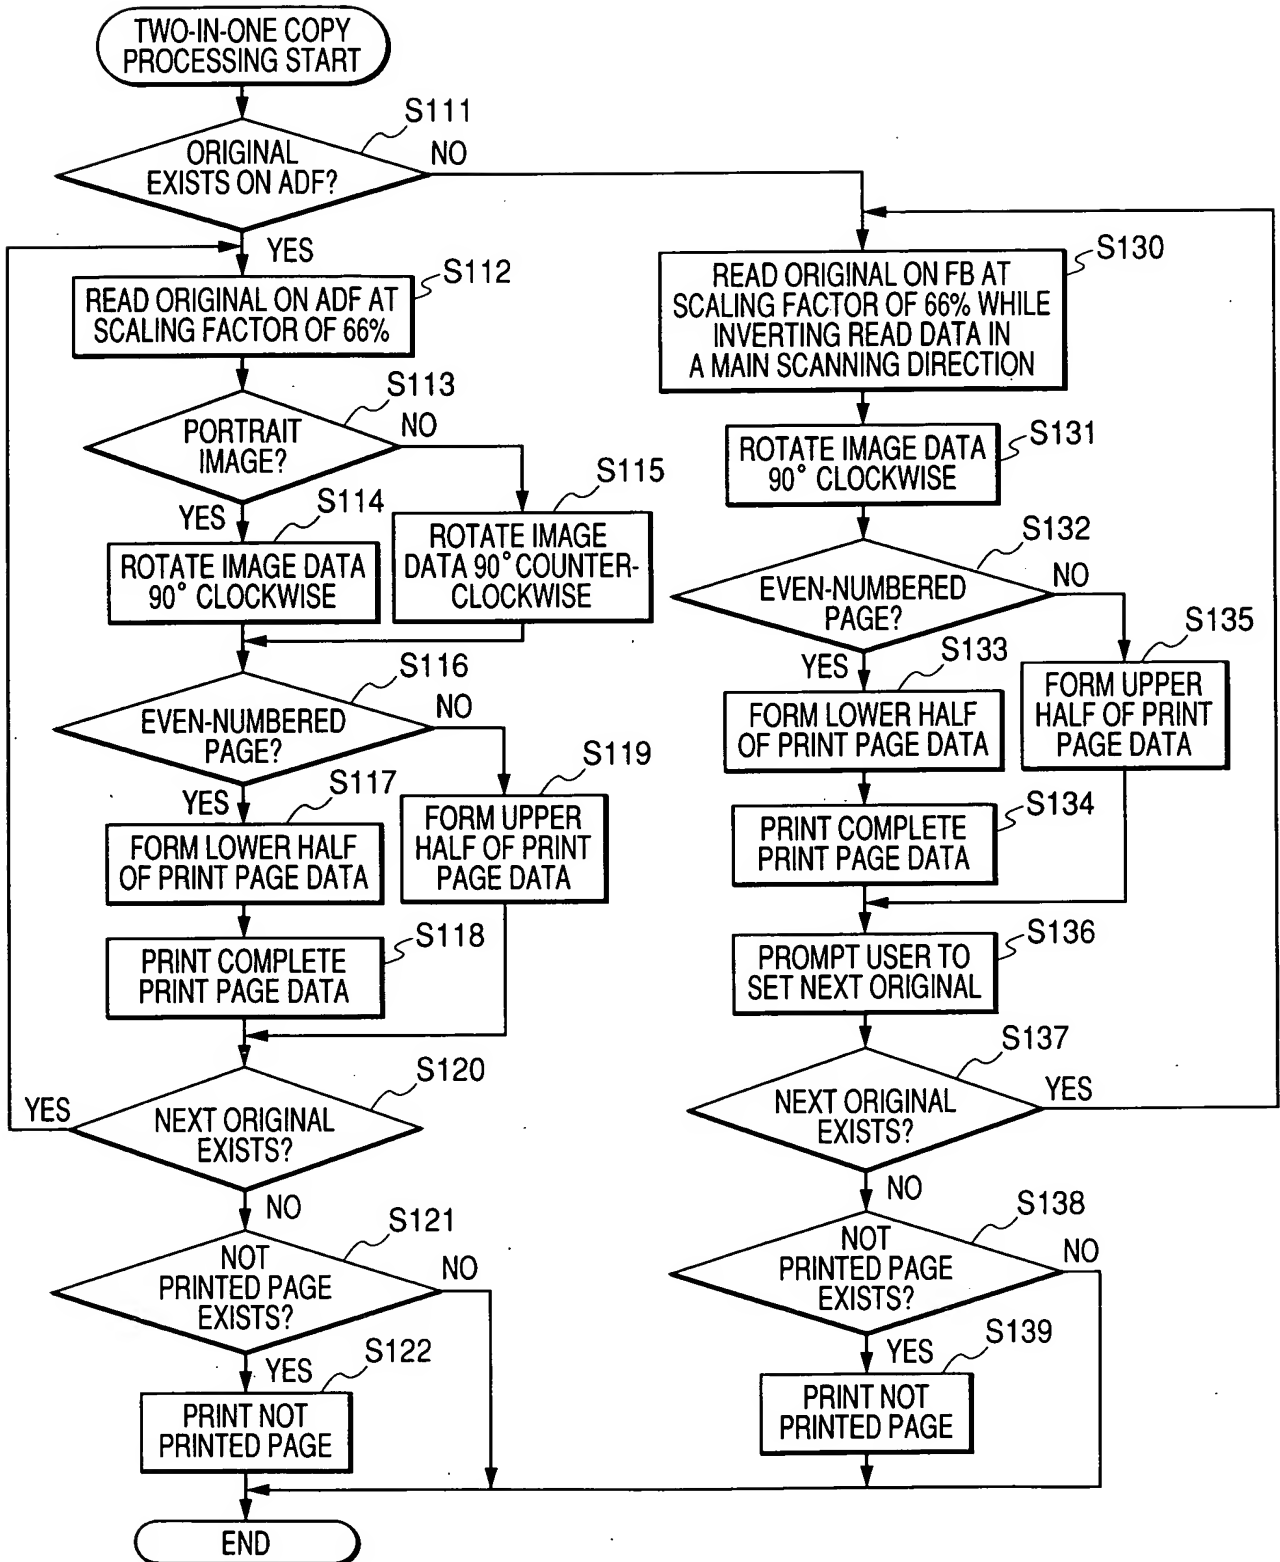 TWO-IN-ONE COPY
PROCESSING START
S111
ORIGINAL
EXISTS ON ADF?
NO
YES
S112
READ ORIGINAL ON ADF AT
SCALING FACTOR OF 66%
S113
PORTRAIT
IMAGE?
NO
YES
S114
ROTATE IMAGE DATA
90° CLOCKWISE
S115
ROTATE IMAGE
DATA 90° COUNTER-
CLOCKWISE
S116
EVEN-NUMBERED
PAGE?
NO
YES
S117
FORM LOWER HALF
OF PRINT PAGE DATA
S119
FORM UPPER
HALF OF PRINT
PAGE DATA
S118
PRINT COMPLETE
PRINT PAGE DATA
S120
YES
NEXT ORIGINAL
EXISTS?
NO
S121
NOT
PRINTED PAGE
EXISTS?
NO
YES
S122
PRINT NOT
PRINTED PAGE
END
S130
READ ORIGINAL ON FB AT
SCALING FACTOR OF 66% WHILE
INVERTING READ DATA IN
A MAIN SCANNING DIRECTION
S131
ROTATE IMAGE DATA
90° CLOCKWISE
S132
EVEN-NUMBERED
PAGE?
NO
YES
S133
FORM LOWER HALF
OF PRINT PAGE DATA
S135
FORM UPPER
HALF OF PRINT
PAGE DATA
S134
PRINT COMPLETE
PRINT PAGE DATA
S136
PROMPT USER TO
SET NEXT ORIGINAL
S137
NEXT ORIGINAL
EXISTS?
YES
NO
S138
NOT
PRINTED PAGE
EXISTS?
NO
YES
S139
PRINT NOT
PRINTED PAGE